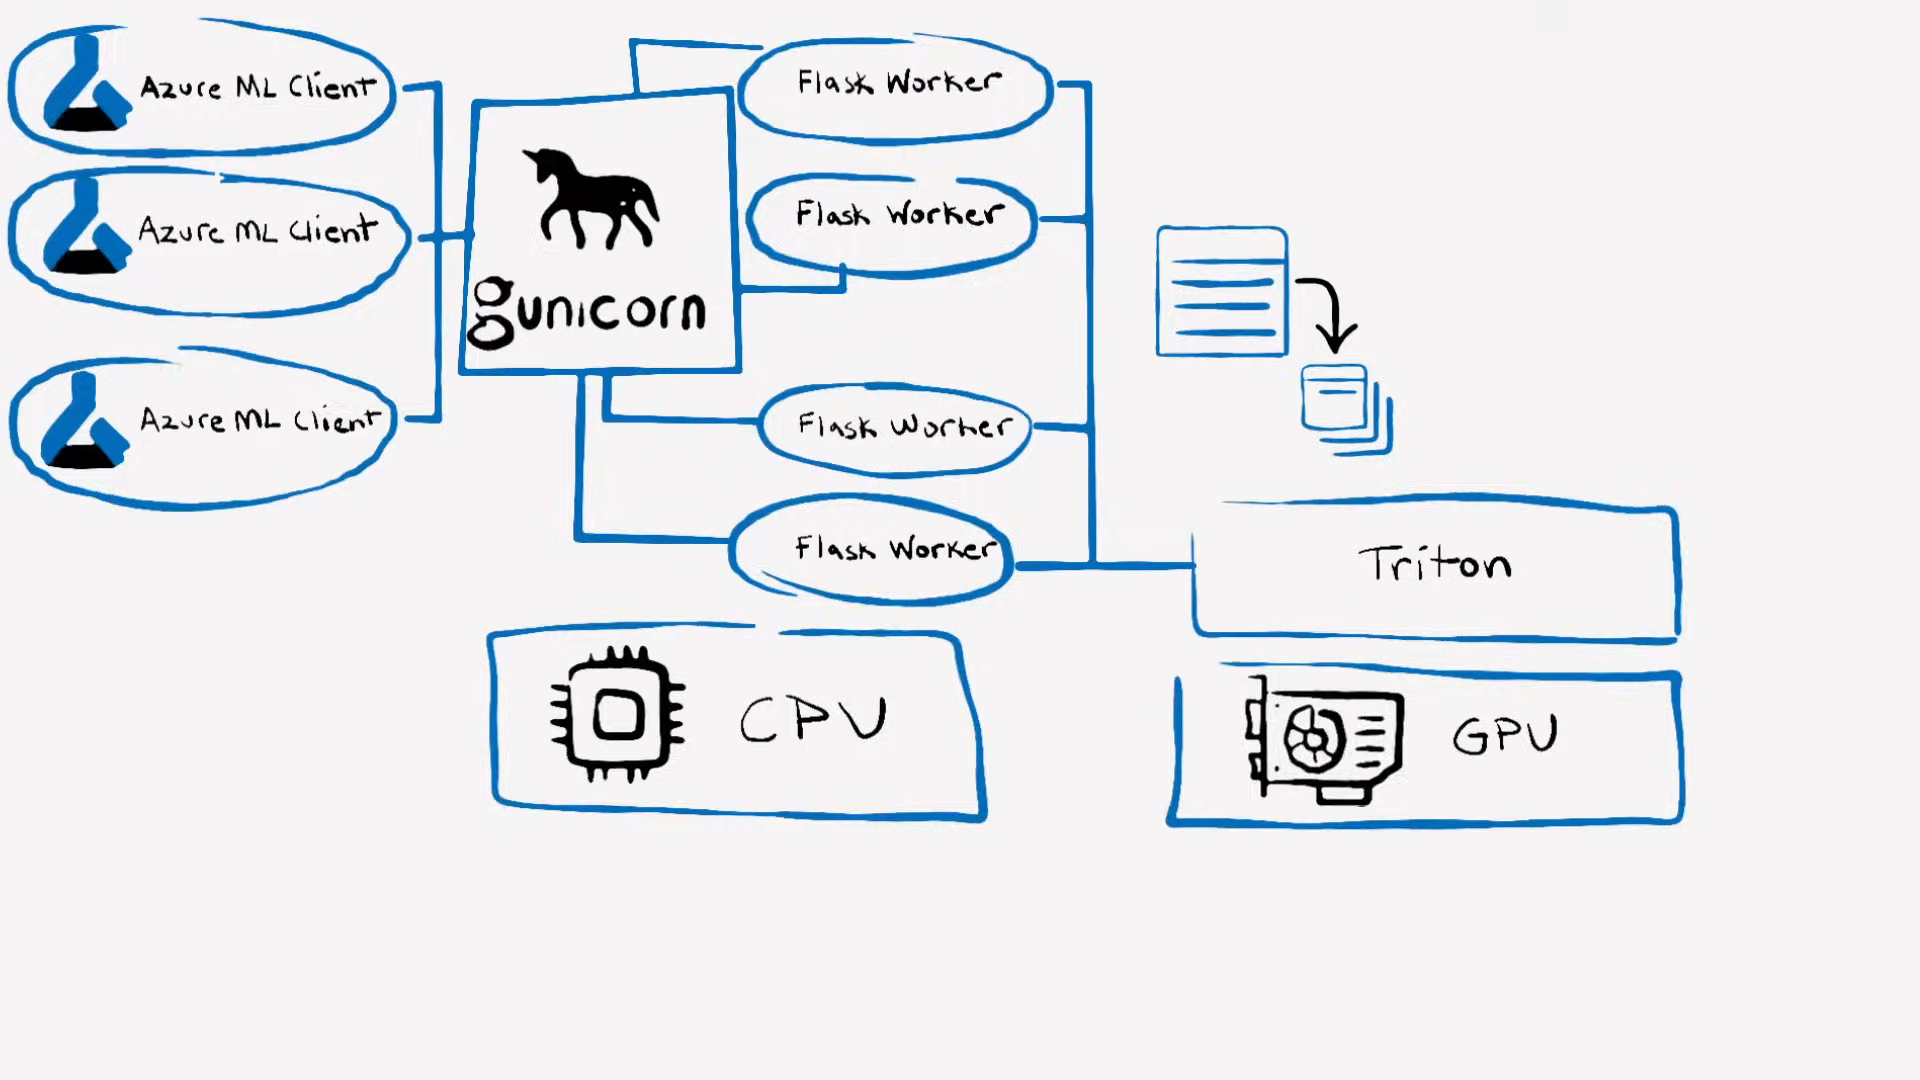 Azure ML Client
Azure ML Client
Azure ML Client
gunicorn
Flask Worker
Flask Worker
Flask Worker
Flask Worker
Triton
CPU
GPU